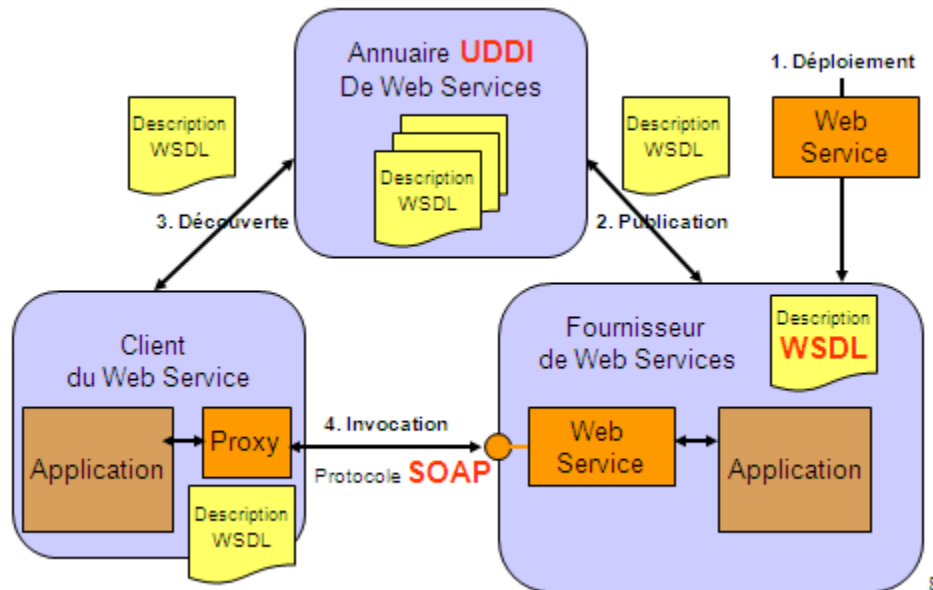 Annuaire UDDI
De Web Services
Description
WSDL
1. Déploiement
Web
Service
Description
WSDL
Description
WSDL
3. Découverte
2. Publication
Client
du Web Service
Application
Proxy
Description
WSDL
4. Invocation
Protocole SOAP
Fournisseur
de Web Services
Description
WSDL
Web
Service
Application